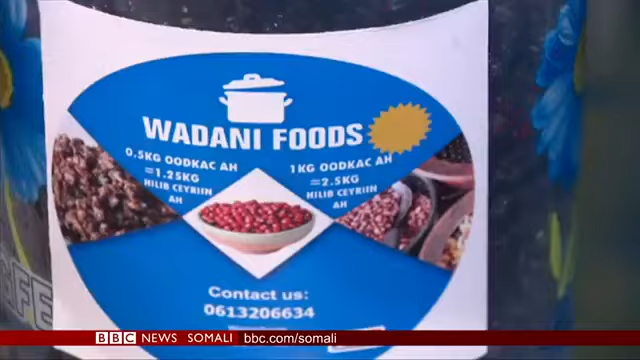 WADANI FOODS
0.5KG OODKAC AH
=1.25KG
HILIB CEYRIIN
AH
1KG OODKAC AH
=2.5KG
HILIB CEYRIIN
AH
Contact us:
0613206634
BBC NEWS SOMALI bbc.com/somali